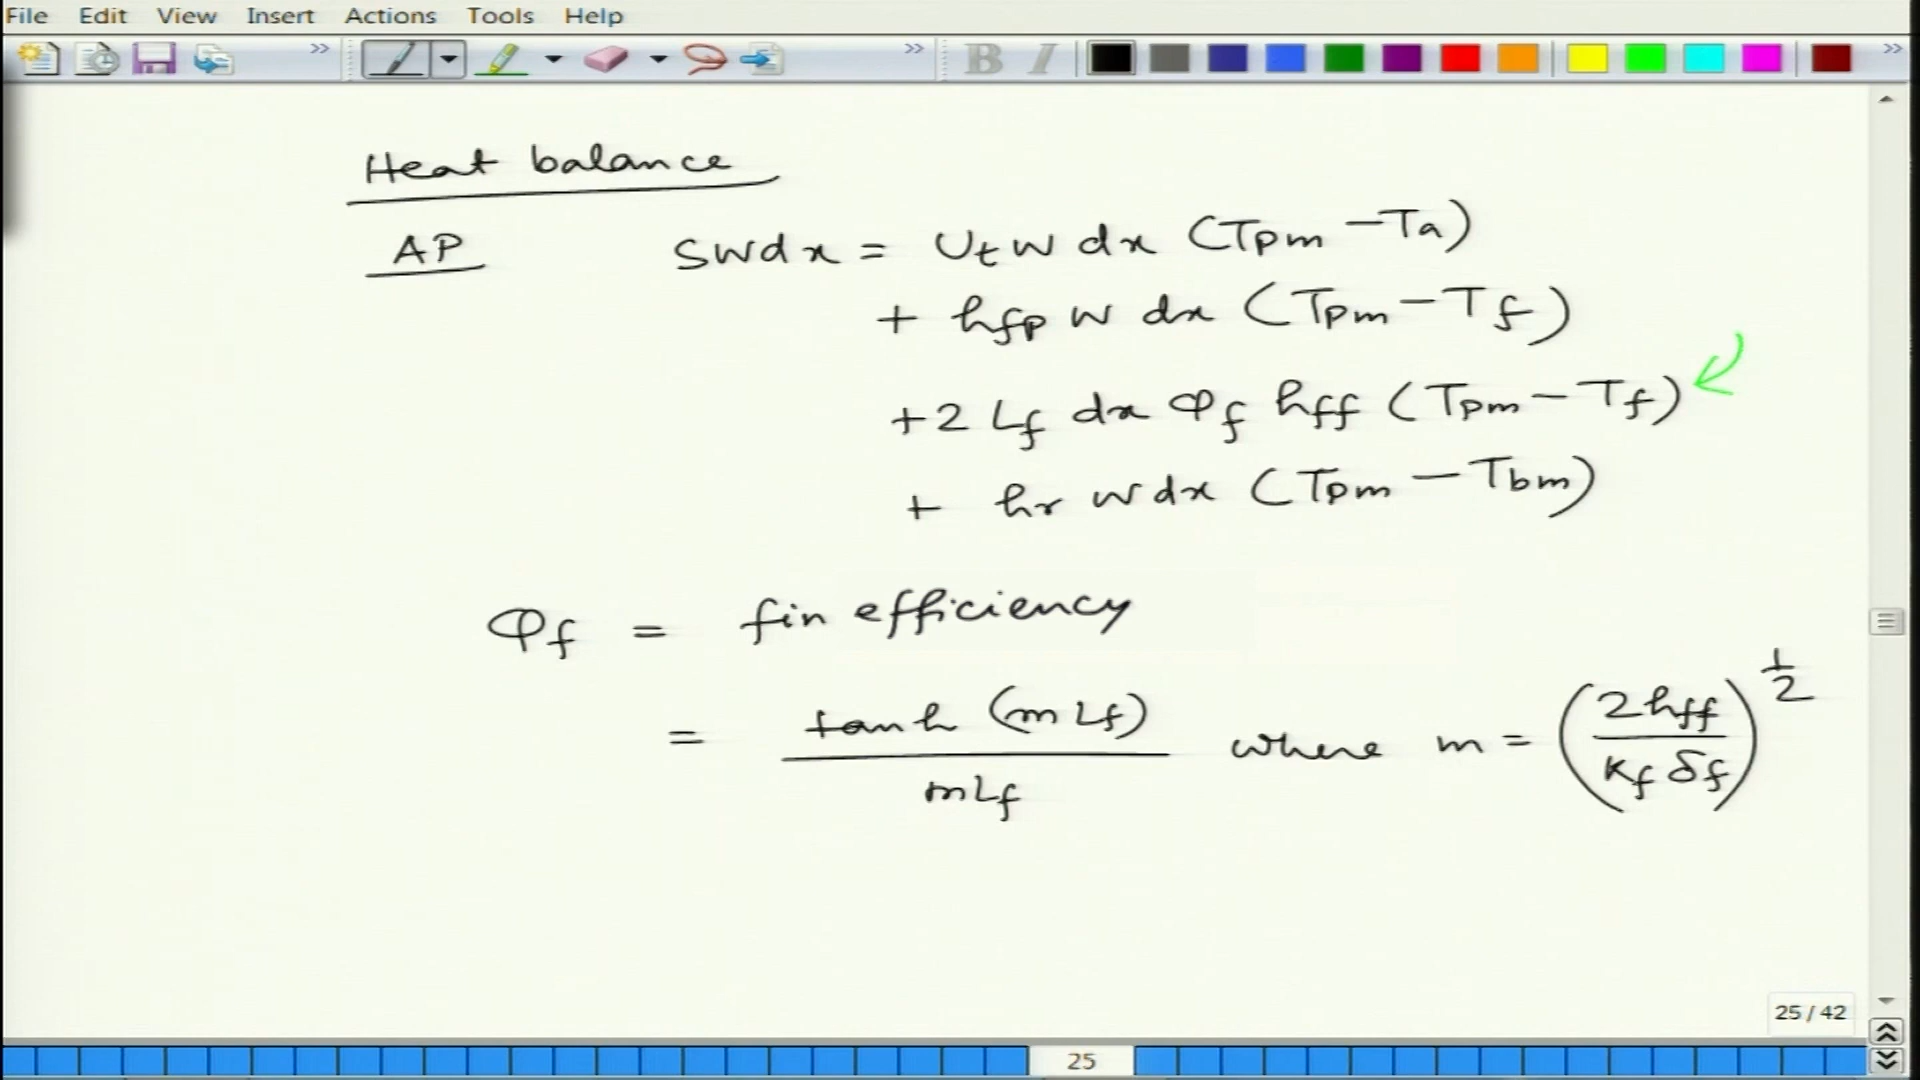 File Edit View Insert Actions Tools Help
B I
Heat balance
AP SWdx = Ut W dx (Tpm − Ta)
+ hfp W dx (Tpm − Tf)
+ 2 Lf dx Φf hff (Tpm − Tf)
+ hr W dx (Tpm − Tbm)
Φf = fin efficiency
= tanh (m Lf) / mLf where m = (2hff / Kf δf)^1/2
25 / 42
25